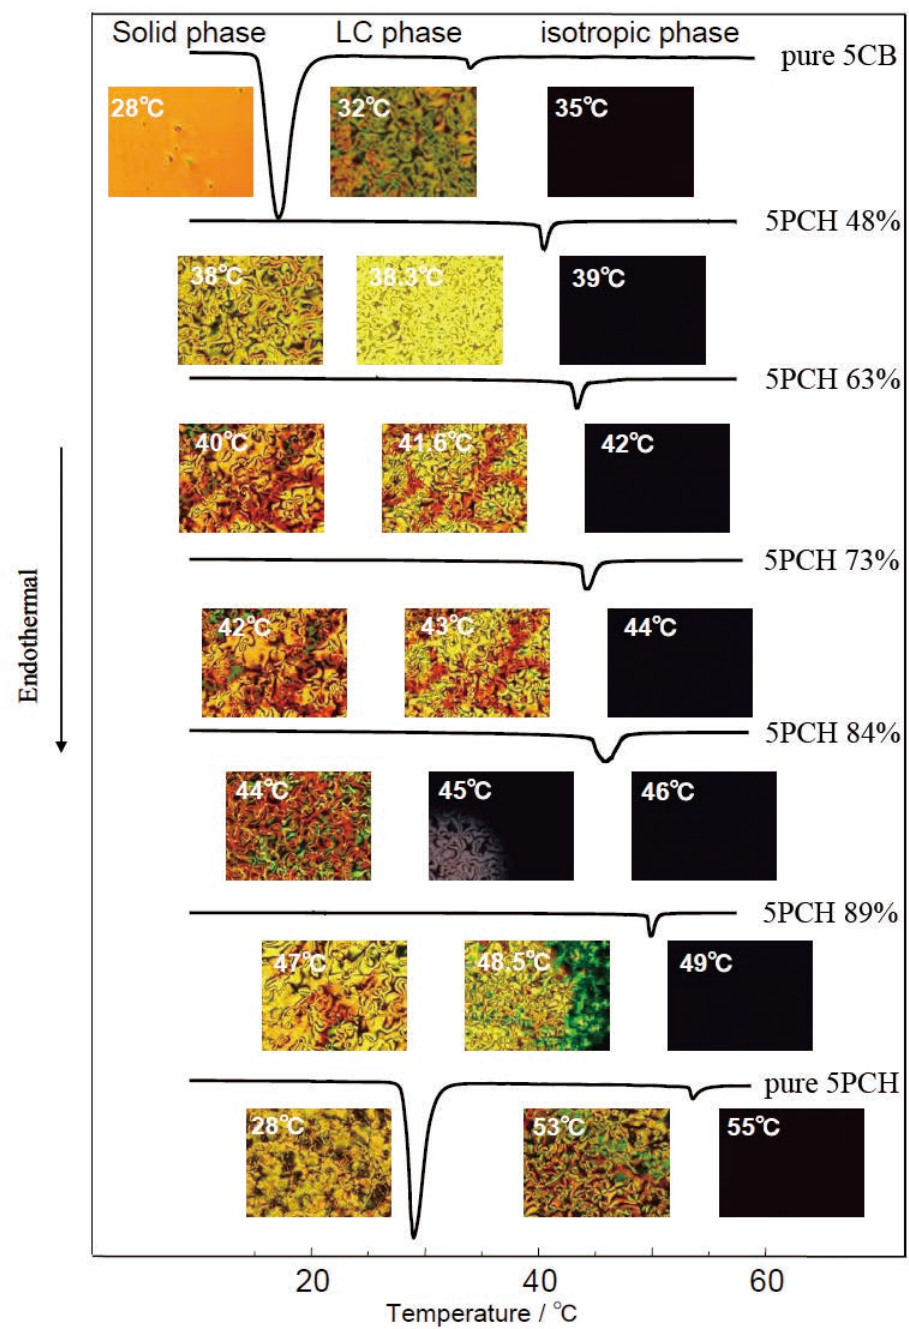 Solid phase LC phase isotropic phase
pure 5CB
28℃ 32℃ 35℃
5PCH 48%
38℃ 38.3℃ 39℃
5PCH 63%
40℃ 41.6℃ 42℃
5PCH 73%
42℃ 43℃ 44℃
5PCH 84%
44℃ 45℃ 46℃
5PCH 89%
47℃ 48.5℃ 49℃
pure 5PCH
28℃ 53℃ 55℃
Endothermal
20 40 60
Temperature / ℃